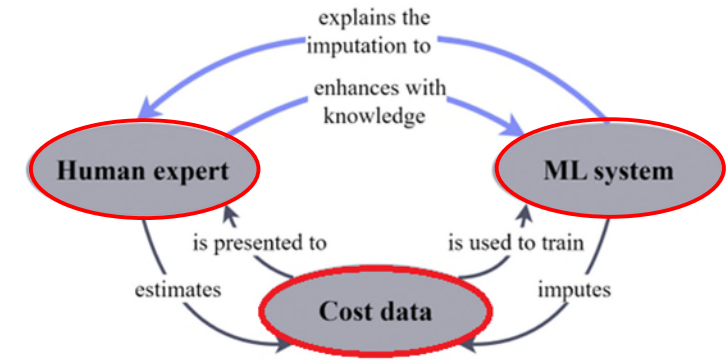 explains the
imputation to
enhances with
knowledge
Human expert
ML system
is presented to
is used to train
estimates
imputes
Cost data